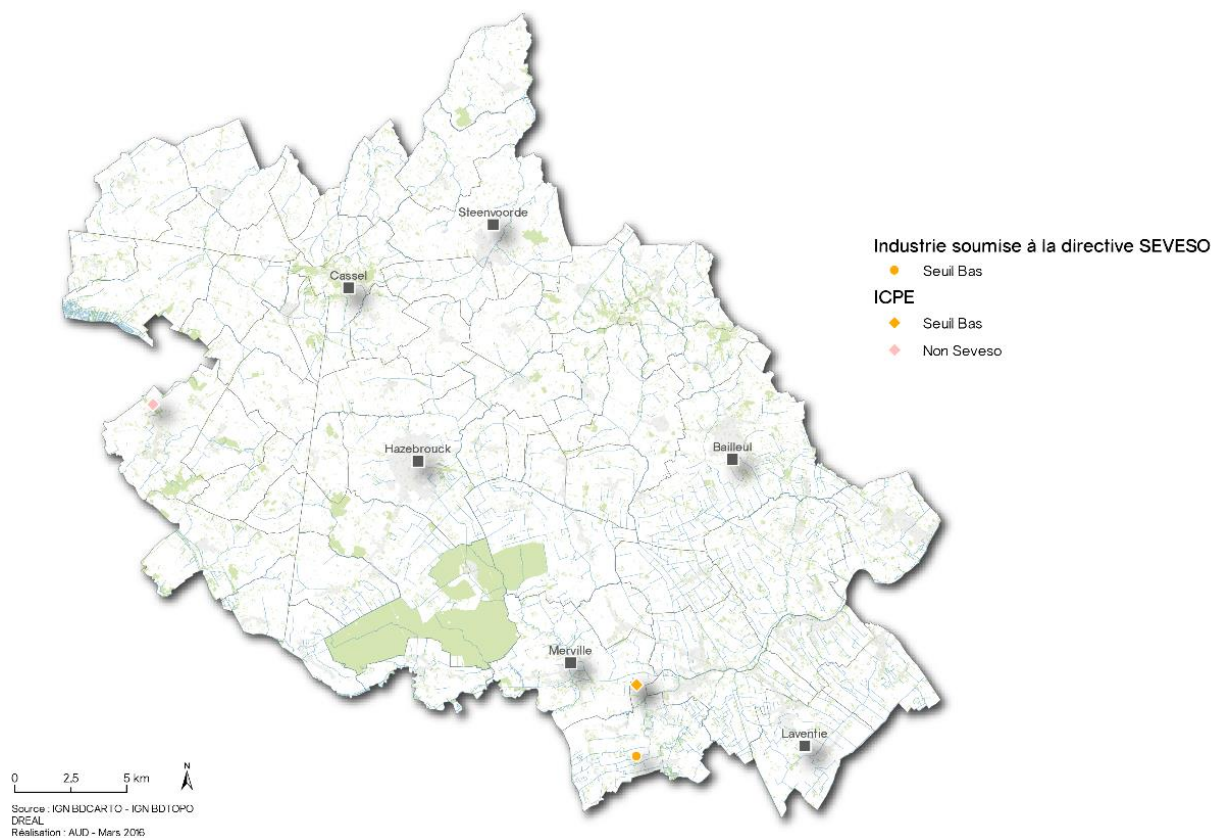 Steenvoorde
Cassel
Hazebrouck
Bailleul
Merville
Laventie
Industrie soumise à la directive SEVESO
Seuil Bas
ICPE
Seuil Bas
Non Seveso
0 2,5 5 km
N
Source : IGN BDCARTO - IGN BDTOPO
DREAL
Réalisation : AUD - Mars 2016